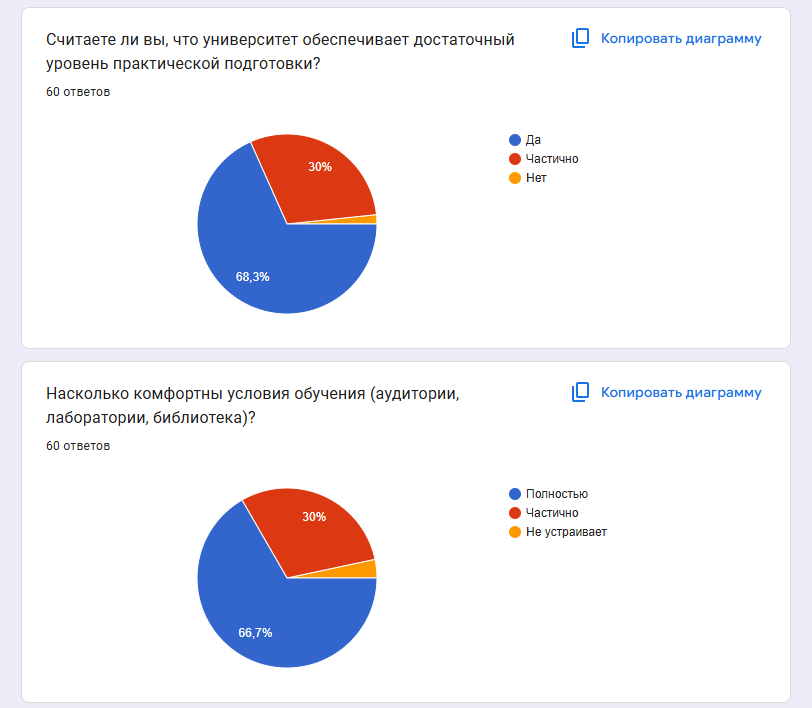 Считаете ли вы, что университет обеспечивает достаточный
уровень практической подготовки?
Копировать диаграмму
60 ответов
Да
Частично
Нет
30%
68,3%
Насколько комфортны условия обучения (аудитории,
лаборатории, библиотека)?
Копировать диаграмму
60 ответов
Полностью
Частично
Не устраивает
30%
66,7%